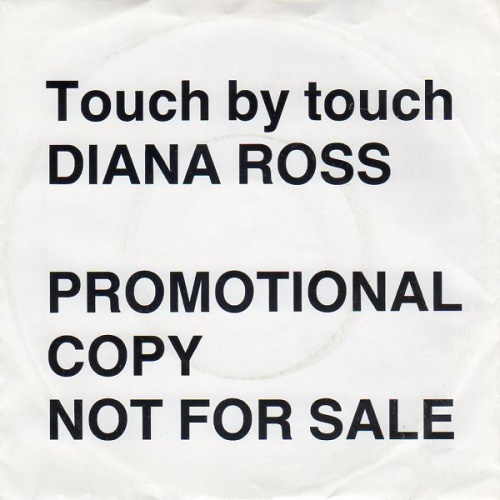 Touch by touch
DIANA ROSS
PROMOTIONAL
COPY
NOT FOR SALE